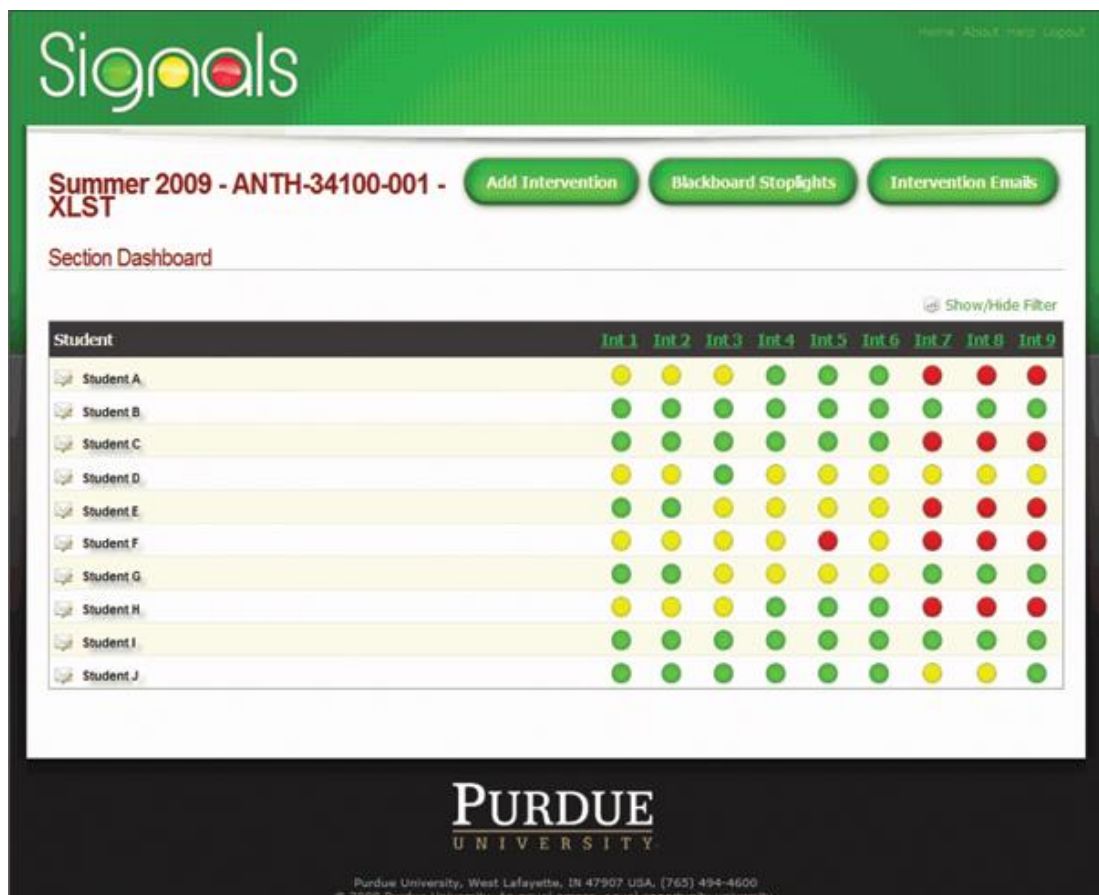 Home About Help Logout
Signals
Summer 2009 - ANTH-34100-001 -
XLST
Add Intervention Blackboard Stoplights Intervention Emails
Section Dashboard
Show/Hide Filter
Student Int 1 Int 2 Int 3 Int 4 Int 5 Int 6 Int 7 Int 8 Int 9
Student A
Student B
Student C
Student D
Student E
Student F
Student G
Student H
Student I
Student J
PURDUE
UNIVERSITY
Purdue University, West Lafayette, IN 47907 USA, (765) 494-4600